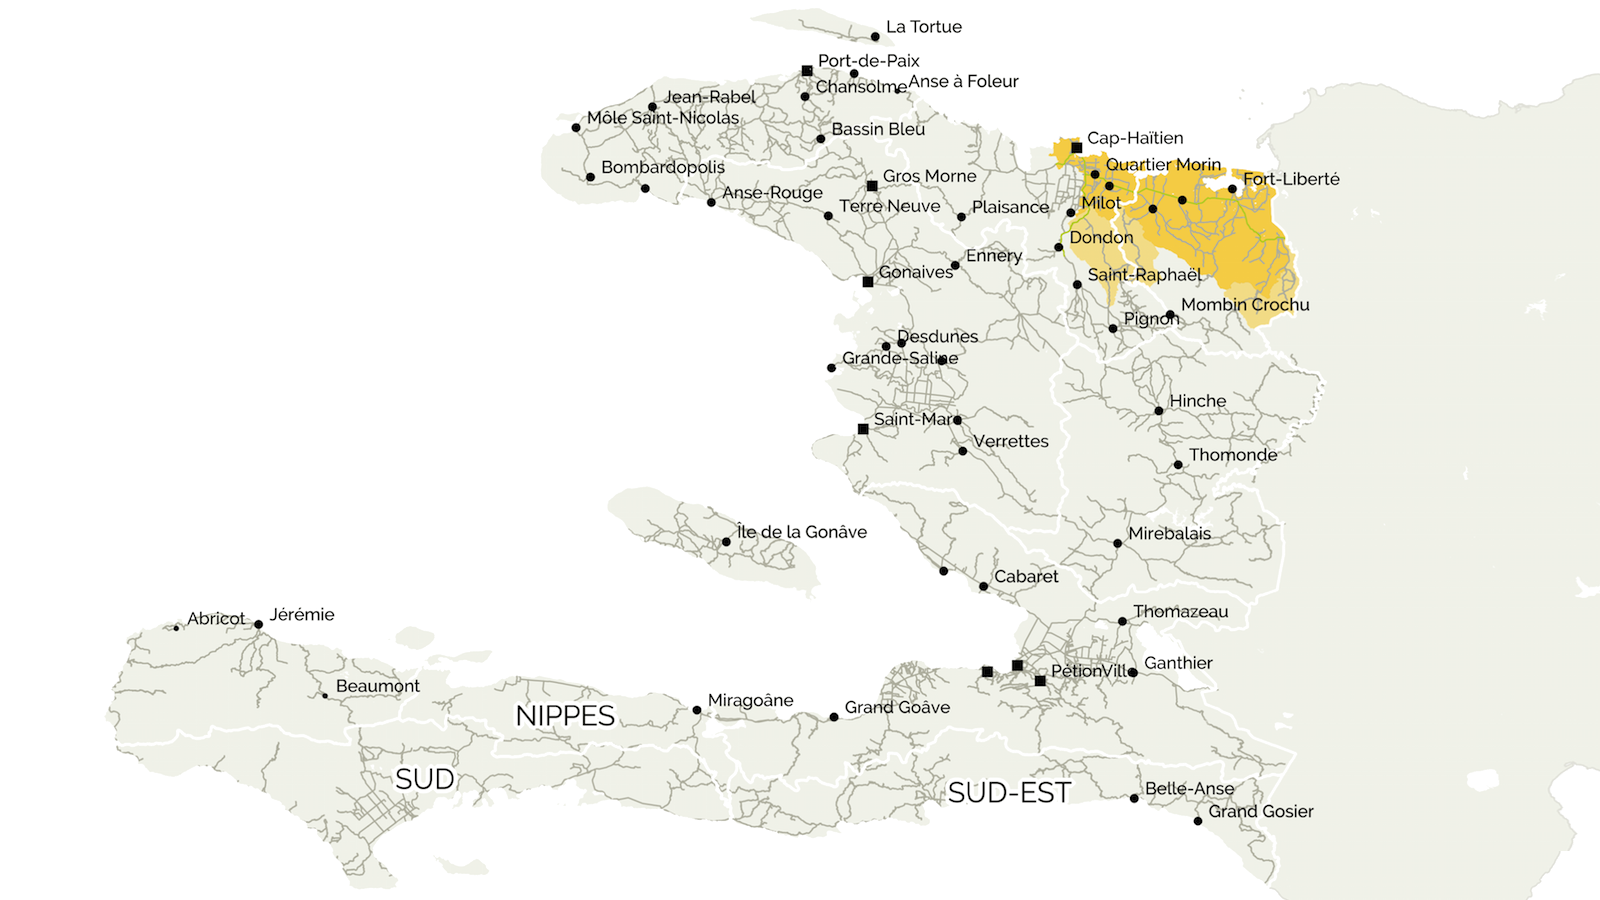 La Tortue
Port-de-Paix
Anse à Foleur
Chansolme
Jean-Rabel
Môle Saint-Nicolas
Bassin Bleu
Cap-Haïtien
Quartier Morin
Bombardopolis
Gros Morne
Fort-Liberté
Anse-Rouge
Terre Neuve
Plaisance
Milot
Dondon
Ennery
Gonaives
Saint-Raphaël
Mombin Crochu
Pignon
Desdunes
Grande-Saline
Hinche
Saint-Marc
Verrettes
Thomonde
Île de la Gonâve
Mirebalais
Cabaret
Thomazeau
Abricot
Jérémie
PétionVille
Ganthier
Beaumont
Miragoâne
Grand Goâve
NIPPES
SUD
SUD-EST
Belle-Anse
Grand Gosier